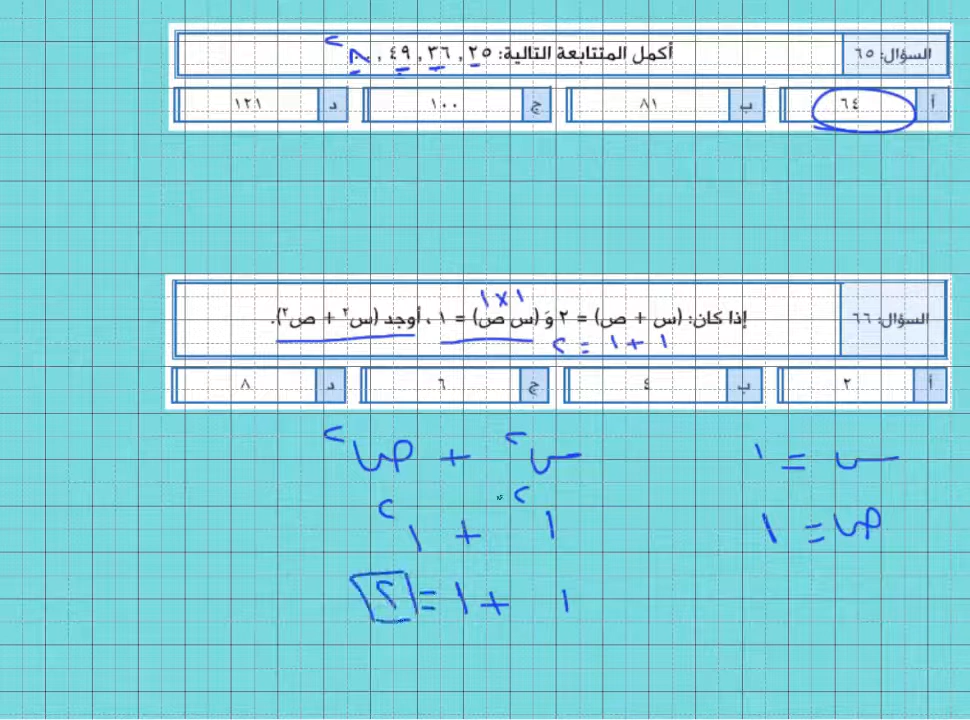 السؤال: ٦٥
أكمل المتتابعة التالية: ٢٥ , ٣٦ , ٤٩ , ٨٢
أ ٦٤ ب ٨١ ج ١٠٠ د ١٢١
السؤال: ٦٦
١ × ١
إذا كان: (س + ص) = ٢ وَ (س ص) = ١ ، أوجد (س٢ + ص٢).
١ + ١ = ٢
أ ٢ ب ٤ ج ٦ د ٨
س = ١
س٢ + ص٢
ص = ١
١٢ + ١٢
١ + ١ = ٢